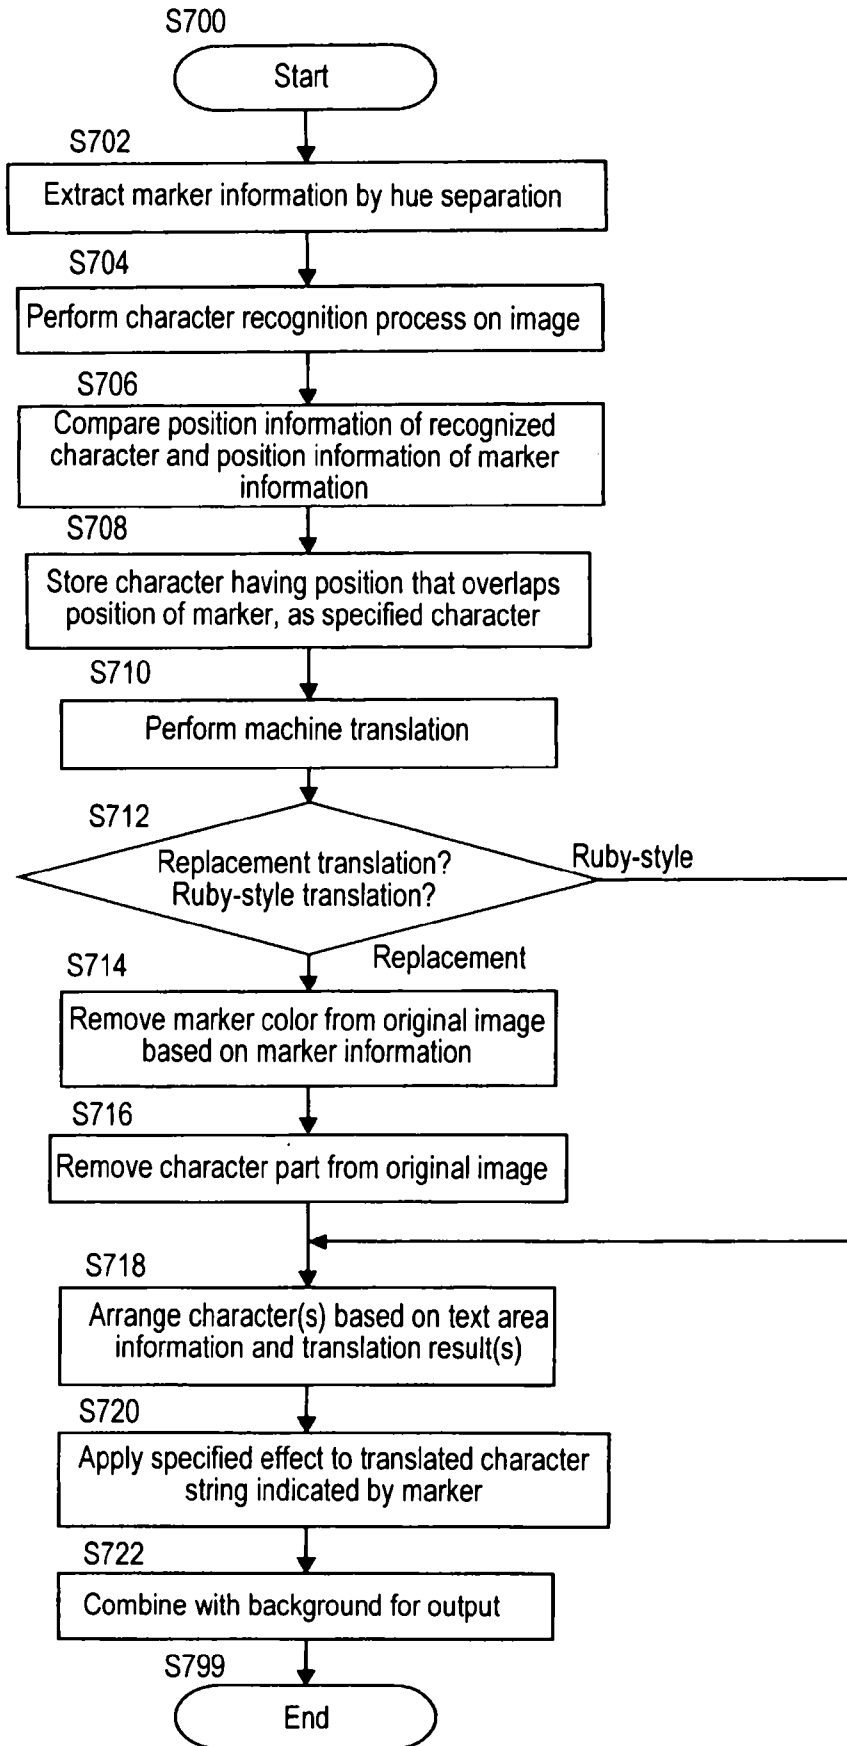 S700
Start
S702
Extract marker information by hue separation
S704
Perform character recognition process on image
S706
Compare position information of recognized
character and position information of marker
information
S708
Store character having position that overlaps
position of marker, as specified character
S710
Perform machine translation
S712
Replacement translation?
Ruby-style translation?
Ruby-style
Replacement
S714
Remove marker color from original image
based on marker information
S716
Remove character part from original image
S718
Arrange character(s) based on text area
information and translation result(s)
S720
Apply specified effect to translated character
string indicated by marker
S722
Combine with background for output
S799
End